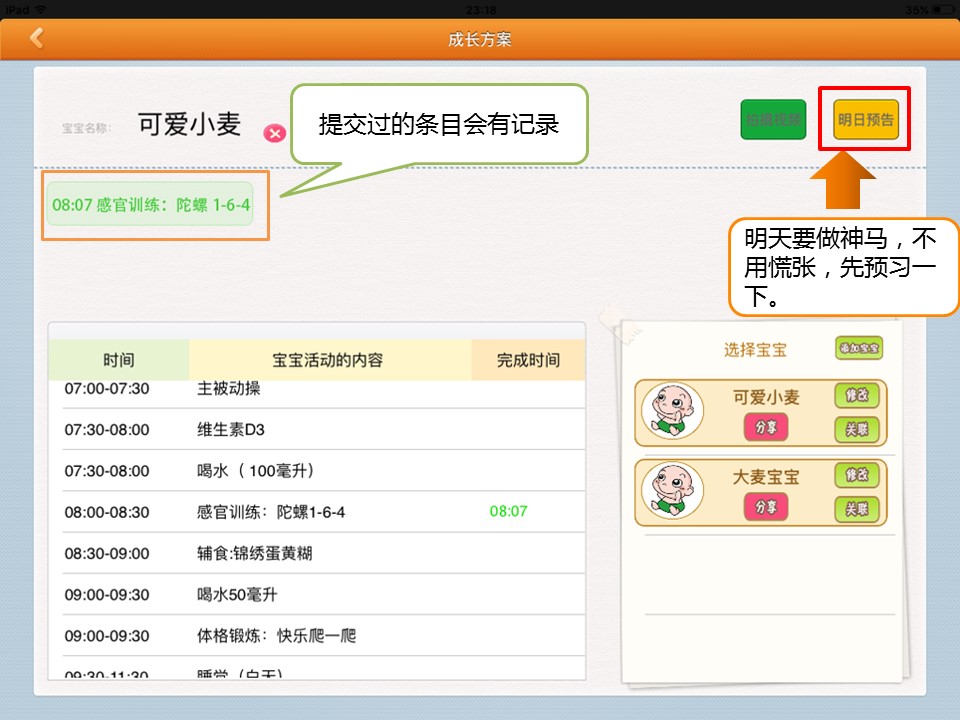 iPad
23:18
35%
成长方案
宝宝名称:
可爱小麦
提交过的条目会有记录
拍摄视频
明日预告
08:07 感官训练：陀螺 1-6-4
明天要做神马，不
用慌张，先预习一
下。
时间 宝宝活动的内容 完成时间
07:00-07:30 主被动操
07:30-08:00 维生素D3
07:30-08:00 喝水（ 100毫升）
08:00-08:30 感官训练：陀螺1-6-4 08:07
08:30-09:00 辅食:锦绣蛋黄糊
09:00-09:30 喝水50毫升
09:00-09:30 体格锻炼：快乐爬一爬
09:30-11:30 睡觉（白天）
选择宝宝
添加宝宝
可爱小麦
修改
分享
关联
大麦宝宝
修改
分享
关联